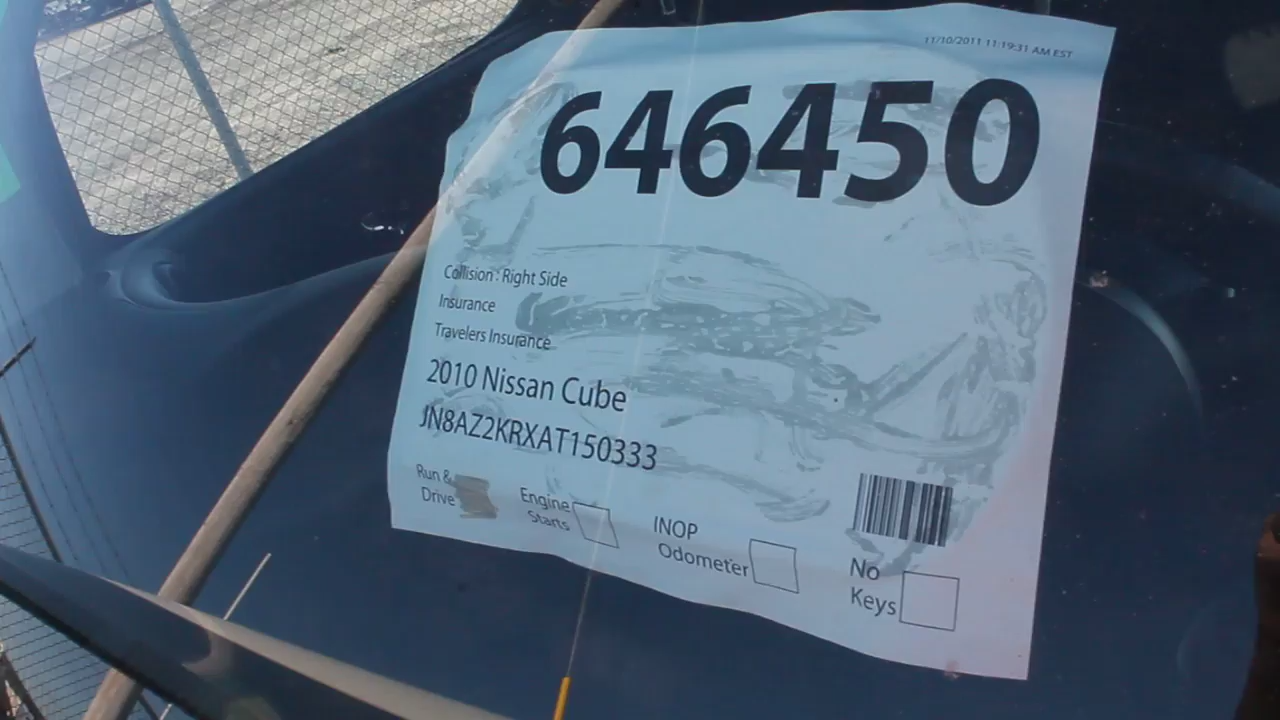 11/10/2011 11:19:31 AM EST
646450
Collision : Right Side
Insurance
Travelers Insurance
2010 Nissan Cube
JN8AZ2KRXAT150333
Run &
Drive
Engine
Starts
INOP
Odometer
No
Keys